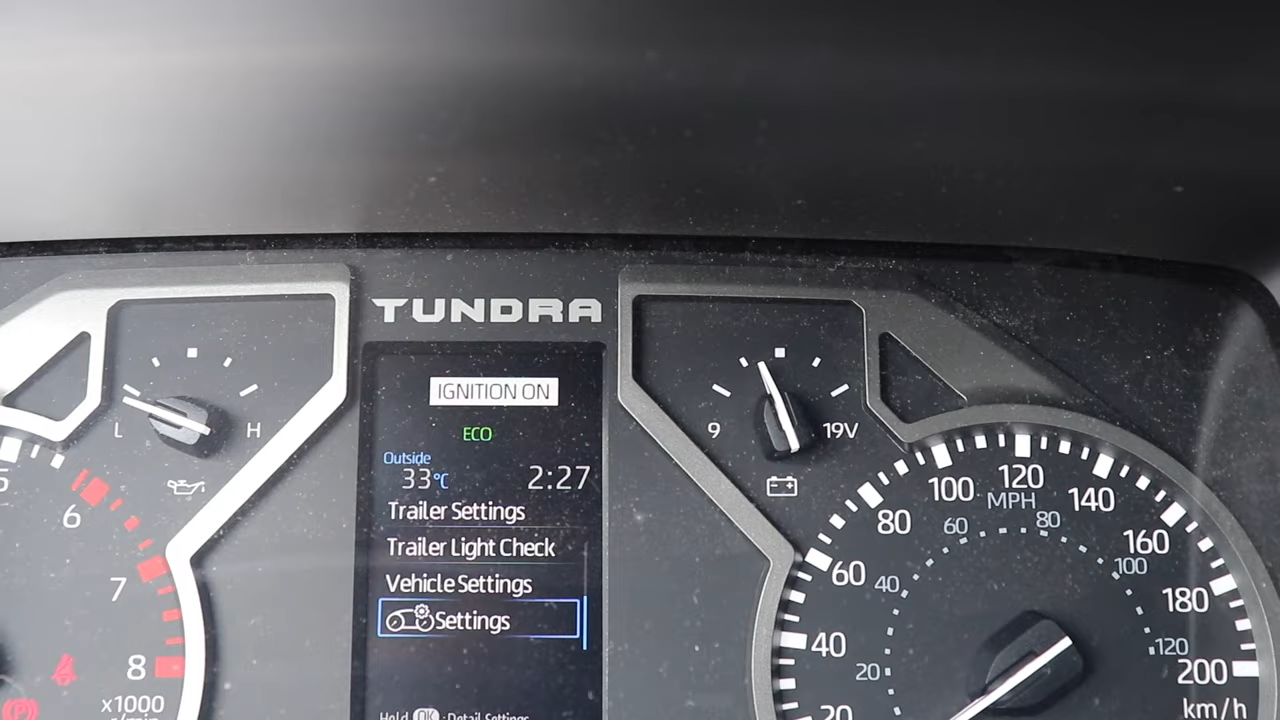 TUNDRA
IGNITION ON
ECO
Outside
33°C
2:27
Trailer Settings
Trailer Light Check
Vehicle Settings
Settings
Hold OK : Detail Settings
L
H
5
6
7
8
x1000
r/min
9
19V
20
40
60
80
100
120
140
160
180
200
km/h
MPH
20
40
60
80
100
120